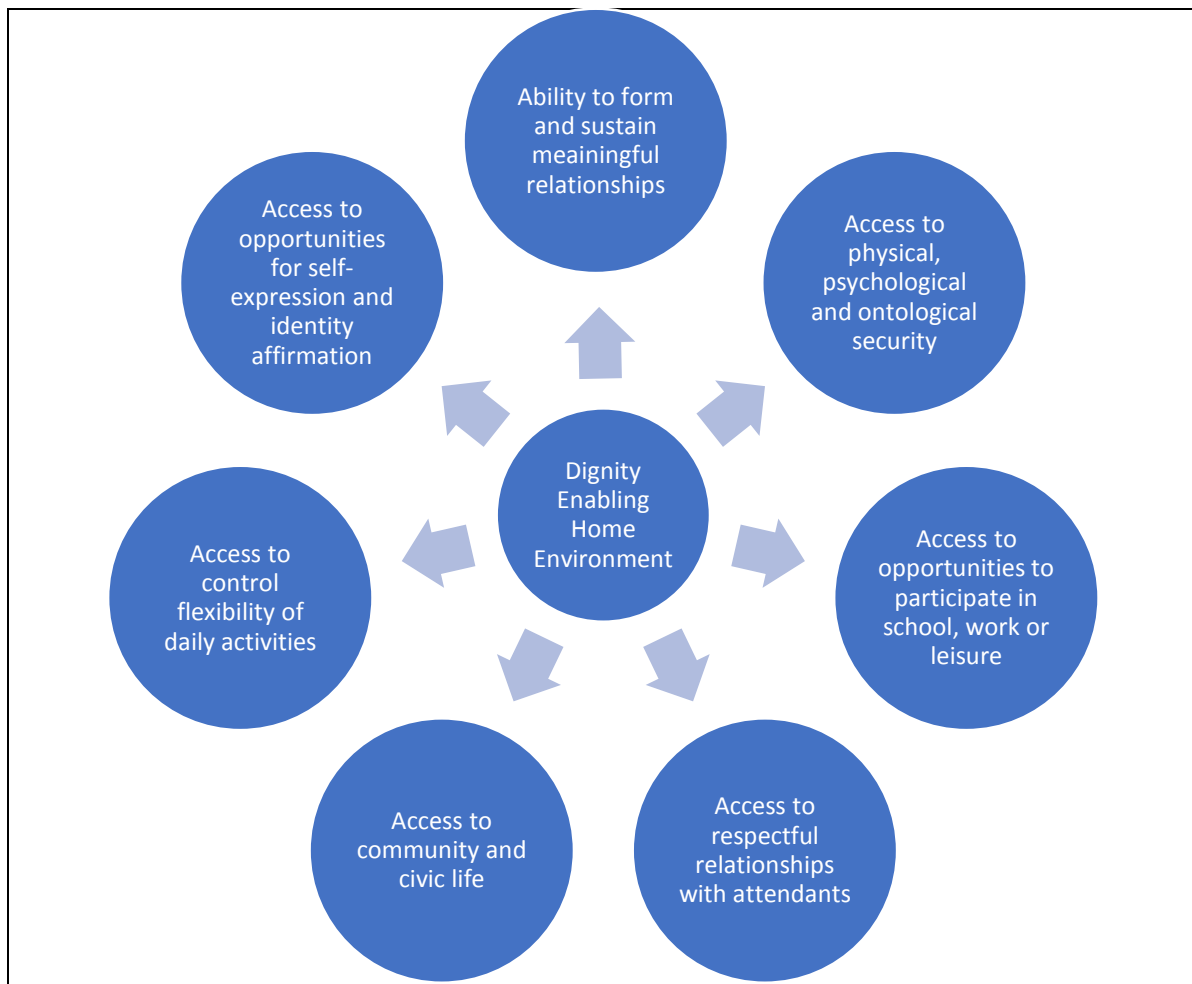 Ability to form
and sustain
meainingful
relationships
Access to
physical,
psychological
and ontological
security
Access to
opportunities to
participate in
school, work or
leisure
Access to
respectful
relationships
with attendants
Access to
community and
civic life
Access to
control
flexibility of
daily activities
Access to
opportunities
for self-
expression and
identity
affirmation
Dignity
Enabling
Home
Environment